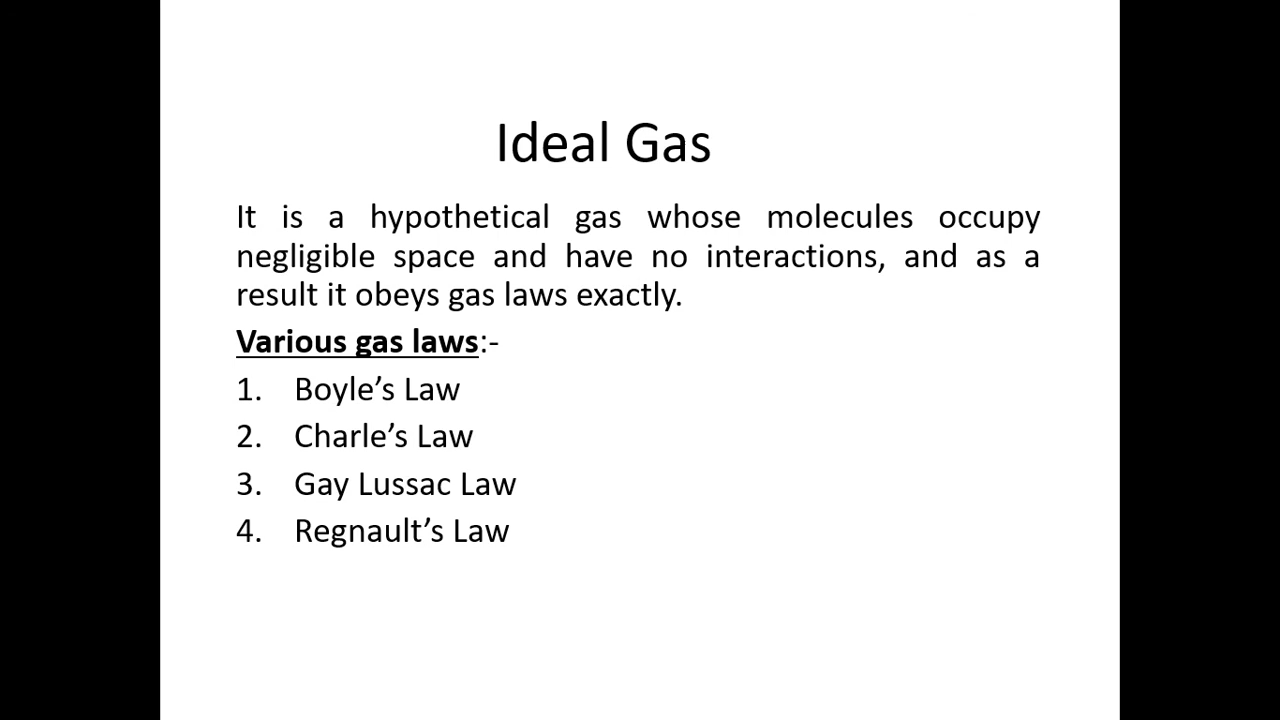 Ideal Gas
It is a hypothetical gas whose molecules occupy
negligible space and have no interactions, and as a
result it obeys gas laws exactly.
Various gas laws:-
1. Boyle’s Law
2. Charle’s Law
3. Gay Lussac Law
4. Regnault’s Law